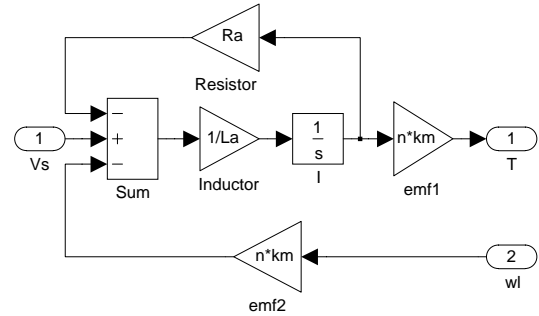 Ra
Resistor
−
+
−
1
Vs
Sum
1/La
Inductor
1
s
I
n*km
emf1
1
T
n*km
emf2
2
wl